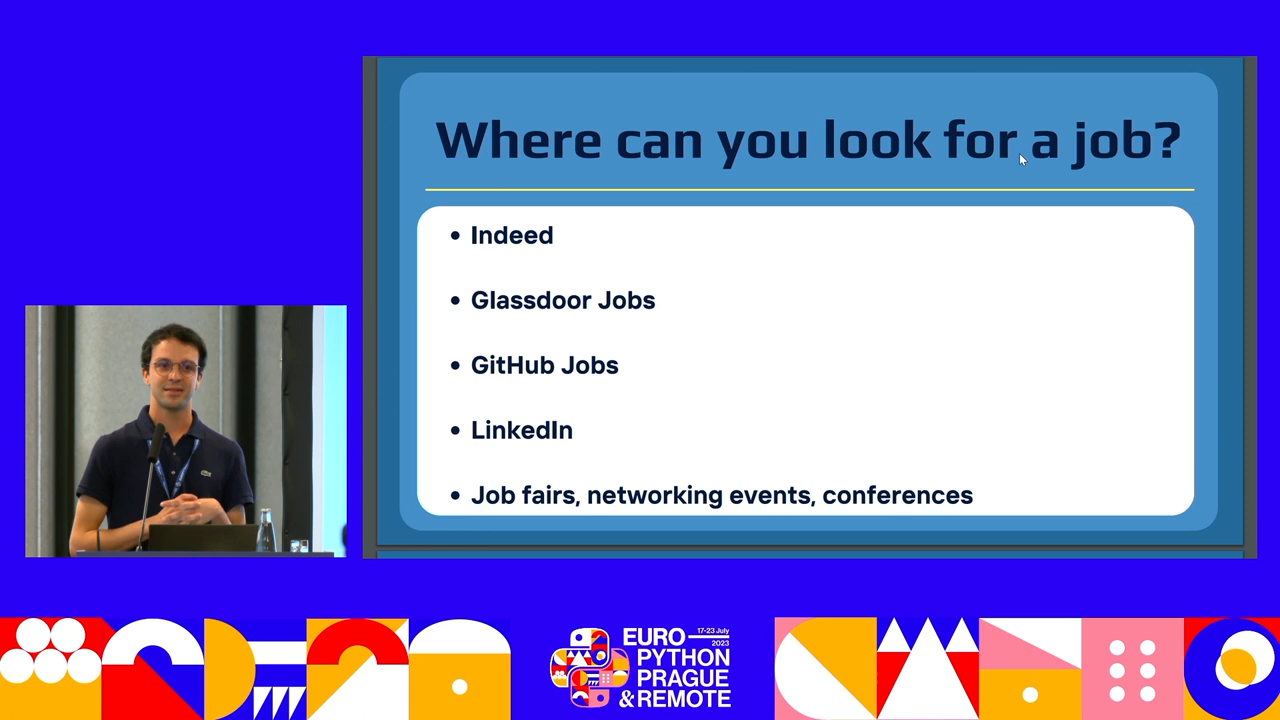 Where can you look for a job?
• Indeed
• Glassdoor Jobs
• GitHub Jobs
• LinkedIn
• Job fairs, networking events, conferences
EURO 17-23 July 2023
PYTHON
PRAGUE
& REMOTE